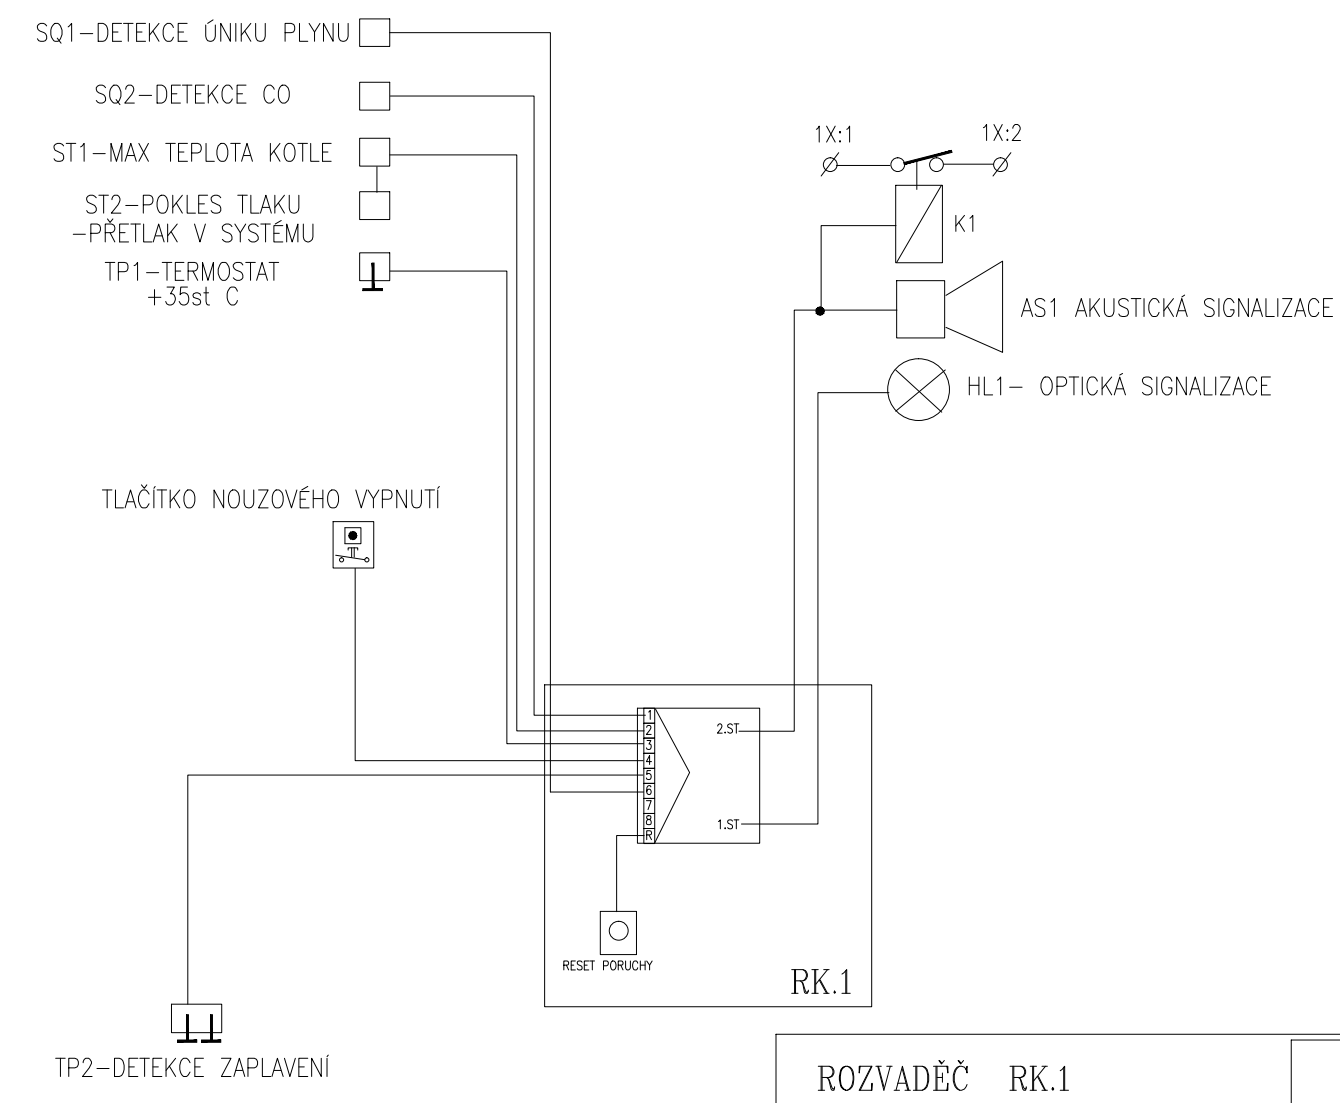 SQ1-DETEKCE ÚNIKU PLYNU
SQ2-DETEKCE CO
ST1-MAX TEPLOTA KOTLE
ST2-POKLES TLAKU
-PŘETLAK V SYSTÉMU
TP1-TERMOSTAT
+35st C
1X:1
1X:2
K1
AS1 AKUSTICKÁ SIGNALIZACE
HL1- OPTICKÁ SIGNALIZACE
TLAČÍTKO NOUZOVÉHO VYPNUTÍ
1
2
3
4
5
6
7
8
R
2.ST
1.ST
RESET PORUCHY
RK.1
TP2-DETEKCE ZAPLAVENÍ
ROZVADĚČ RK.1